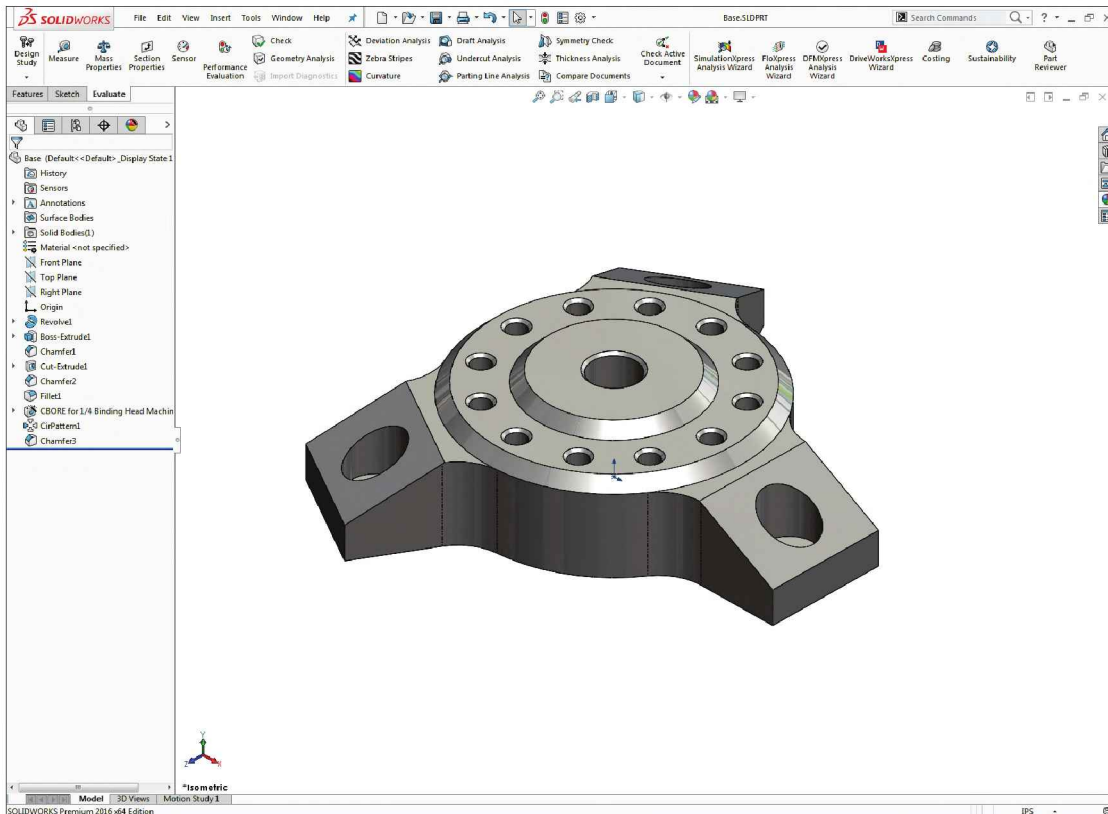 SOLIDWORKS File Edit View Insert Tools Window Help Base.SLDPRT Search Commands ?
Design Study
Measure
Mass Properties
Section Properties
Sensor
Performance Evaluation
Check
Geometry Analysis
Import Diagnostics
Deviation Analysis
Zebra Stripes
Curvature
Draft Analysis
Undercut Analysis
Parting Line Analysis
Symmetry Check
Thickness Analysis
Compare Documents
Check Active Document
SimulationXpress Analysis Wizard
FloXpress Analysis Wizard
DFMXpress Analysis Wizard
DriveWorksXpress Wizard
Costing
Sustainability
Part Reviewer
Features Sketch Evaluate
Base (Default<<Default>_Display State 1
History
Sensors
Annotations
Surface Bodies
Solid Bodies(1)
Material <not specified>
Front Plane
Top Plane
Right Plane
Origin
Revolve1
Boss-Extrude1
Chamfer1
Cut-Extrude1
Chamfer2
Fillet1
CBORE for 1/4 Binding Head Machin
CirPattern1
Chamfer3
Y
Z X
*Isometric
Model 3D Views Motion Study 1
SOLIDWORKS Premium 2016 x64 Edition IPS